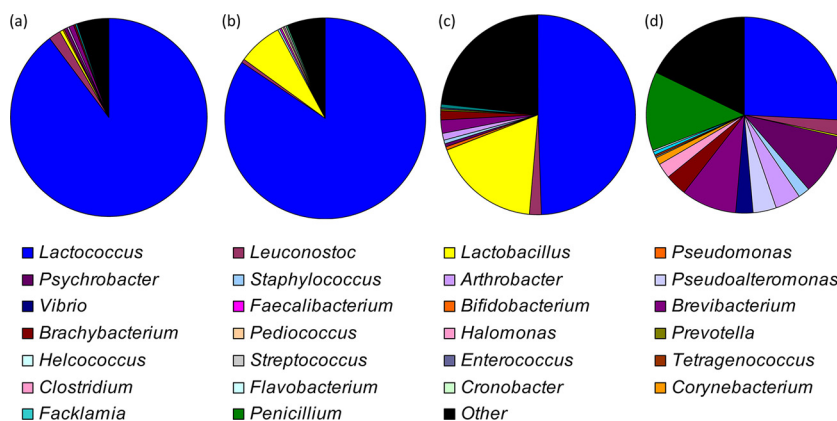 (a) (b) (c) (d)
Lactococcus Leuconostoc Lactobacillus Pseudomonas
Psychrobacter Staphylococcus Arthrobacter Pseudoalteromonas
Vibrio Faecalibacterium Bifidobacterium Brevibacterium
Brachybacterium Pediococcus Halomonas Prevotella
Helcococcus Streptococcus Enterococcus Tetragenococcus
Clostridium Flavobacterium Cronobacter Corynebacterium
Facklamia Penicillium Other